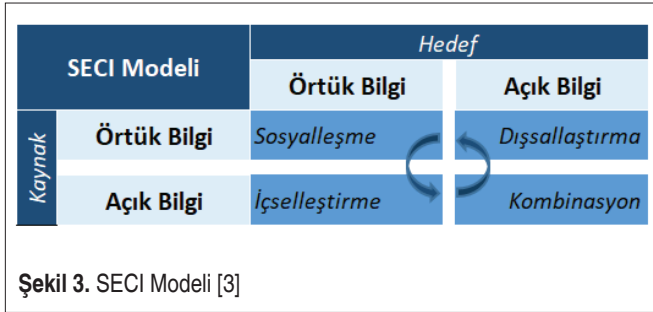 SECI Modeli
Hedef
Örtük Bilgi
Açık Bilgi
Kaynak
Örtük Bilgi
Sosyalleşme
Dışsallaştırma
Açık Bilgi
İçselleştirme
Kombinasyon
Şekil 3. SECI Modeli [3]